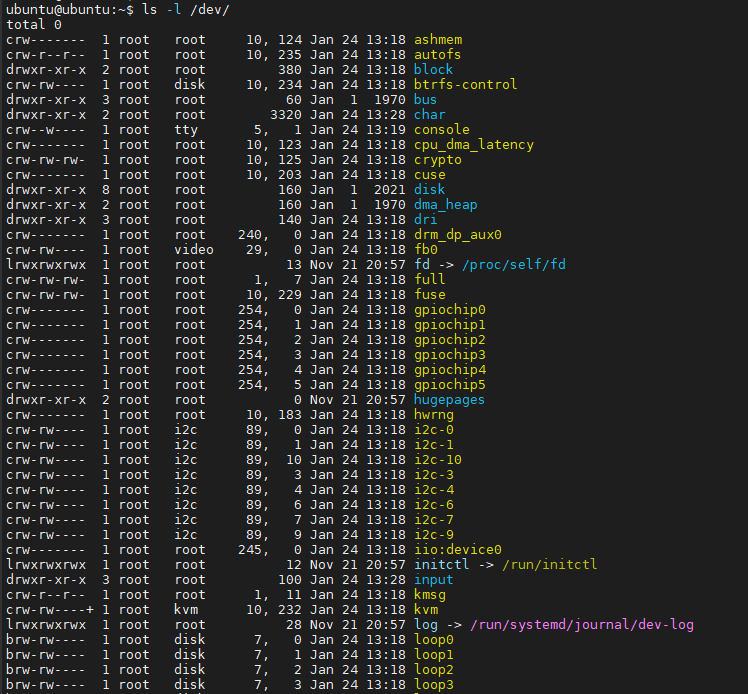 ubuntu@ubuntu:~$ ls -l /dev/
total 0
crw-------  1 root   root     10, 124 Jan 24 13:18 ashmem
crw-r--r--  1 root   root     10, 235 Jan 24 13:18 autofs
drwxr-xr-x  2 root   root         380 Jan 24 13:18 block
crw-rw----  1 root   disk     10, 234 Jan 24 13:18 btrfs-control
drwxr-xr-x  3 root   root          60 Jan  1  1970 bus
drwxr-xr-x  2 root   root        3320 Jan 24 13:28 char
crw--w----  1 root   tty       5,   1 Jan 24 13:19 console
crw-------  1 root   root     10, 123 Jan 24 13:18 cpu_dma_latency
crw-rw-rw-  1 root   root     10, 125 Jan 24 13:18 crypto
crw-------  1 root   root     10, 203 Jan 24 13:18 cuse
drwxr-xr-x  8 root   root         160 Jan  1  2021 disk
drwxr-xr-x  2 root   root         160 Jan  1  1970 dma_heap
drwxr-xr-x  3 root   root         140 Jan 24 13:18 dri
crw-------  1 root   root    240,   0 Jan 24 13:18 drm_dp_aux0
crw-rw----  1 root   video    29,   0 Jan 24 13:18 fb0
lrwxrwxrwx  1 root   root          13 Nov 21 20:57 fd -> /proc/self/fd
crw-rw-rw-  1 root   root      1,   7 Jan 24 13:18 full
crw-rw-rw-  1 root   root     10, 229 Jan 24 13:18 fuse
crw-------  1 root   root    254,   0 Jan 24 13:18 gpiochip0
crw-------  1 root   root    254,   1 Jan 24 13:18 gpiochip1
crw-------  1 root   root    254,   2 Jan 24 13:18 gpiochip2
crw-------  1 root   root    254,   3 Jan 24 13:18 gpiochip3
crw-------  1 root   root    254,   4 Jan 24 13:18 gpiochip4
crw-------  1 root   root    254,   5 Jan 24 13:18 gpiochip5
drwxr-xr-x  2 root   root           0 Nov 21 20:57 hugepages
crw-------  1 root   root     10, 183 Jan 24 13:18 hwrng
crw-rw----  1 root   i2c      89,   0 Jan 24 13:18 i2c-0
crw-rw----  1 root   i2c      89,   1 Jan 24 13:18 i2c-1
crw-rw----  1 root   i2c      89,  10 Jan 24 13:18 i2c-10
crw-rw----  1 root   i2c      89,   3 Jan 24 13:18 i2c-3
crw-rw----  1 root   i2c      89,   4 Jan 24 13:18 i2c-4
crw-rw----  1 root   i2c      89,   6 Jan 24 13:18 i2c-6
crw-rw----  1 root   i2c      89,   7 Jan 24 13:18 i2c-7
crw-rw----  1 root   i2c      89,   9 Jan 24 13:18 i2c-9
crw-------  1 root   root    245,   0 Jan 24 13:18 iio:device0
lrwxrwxrwx  1 root   root          12 Nov 21 20:57 initctl -> /run/initctl
drwxr-xr-x  3 root   root         100 Jan 24 13:28 input
crw-r--r--  1 root   root      1,  11 Jan 24 13:18 kmsg
crw-rw----+ 1 root   kvm      10, 232 Jan 24 13:18 kvm
lrwxrwxrwx  1 root   root          28 Nov 21 20:57 log -> /run/systemd/journal/dev-log
brw-rw----  1 root   disk      7,   0 Jan 24 13:18 loop0
brw-rw----  1 root   disk      7,   1 Jan 24 13:18 loop1
brw-rw----  1 root   disk      7,   2 Jan 24 13:18 loop2
brw-rw----  1 root   disk      7,   3 Jan 24 13:18 loop3